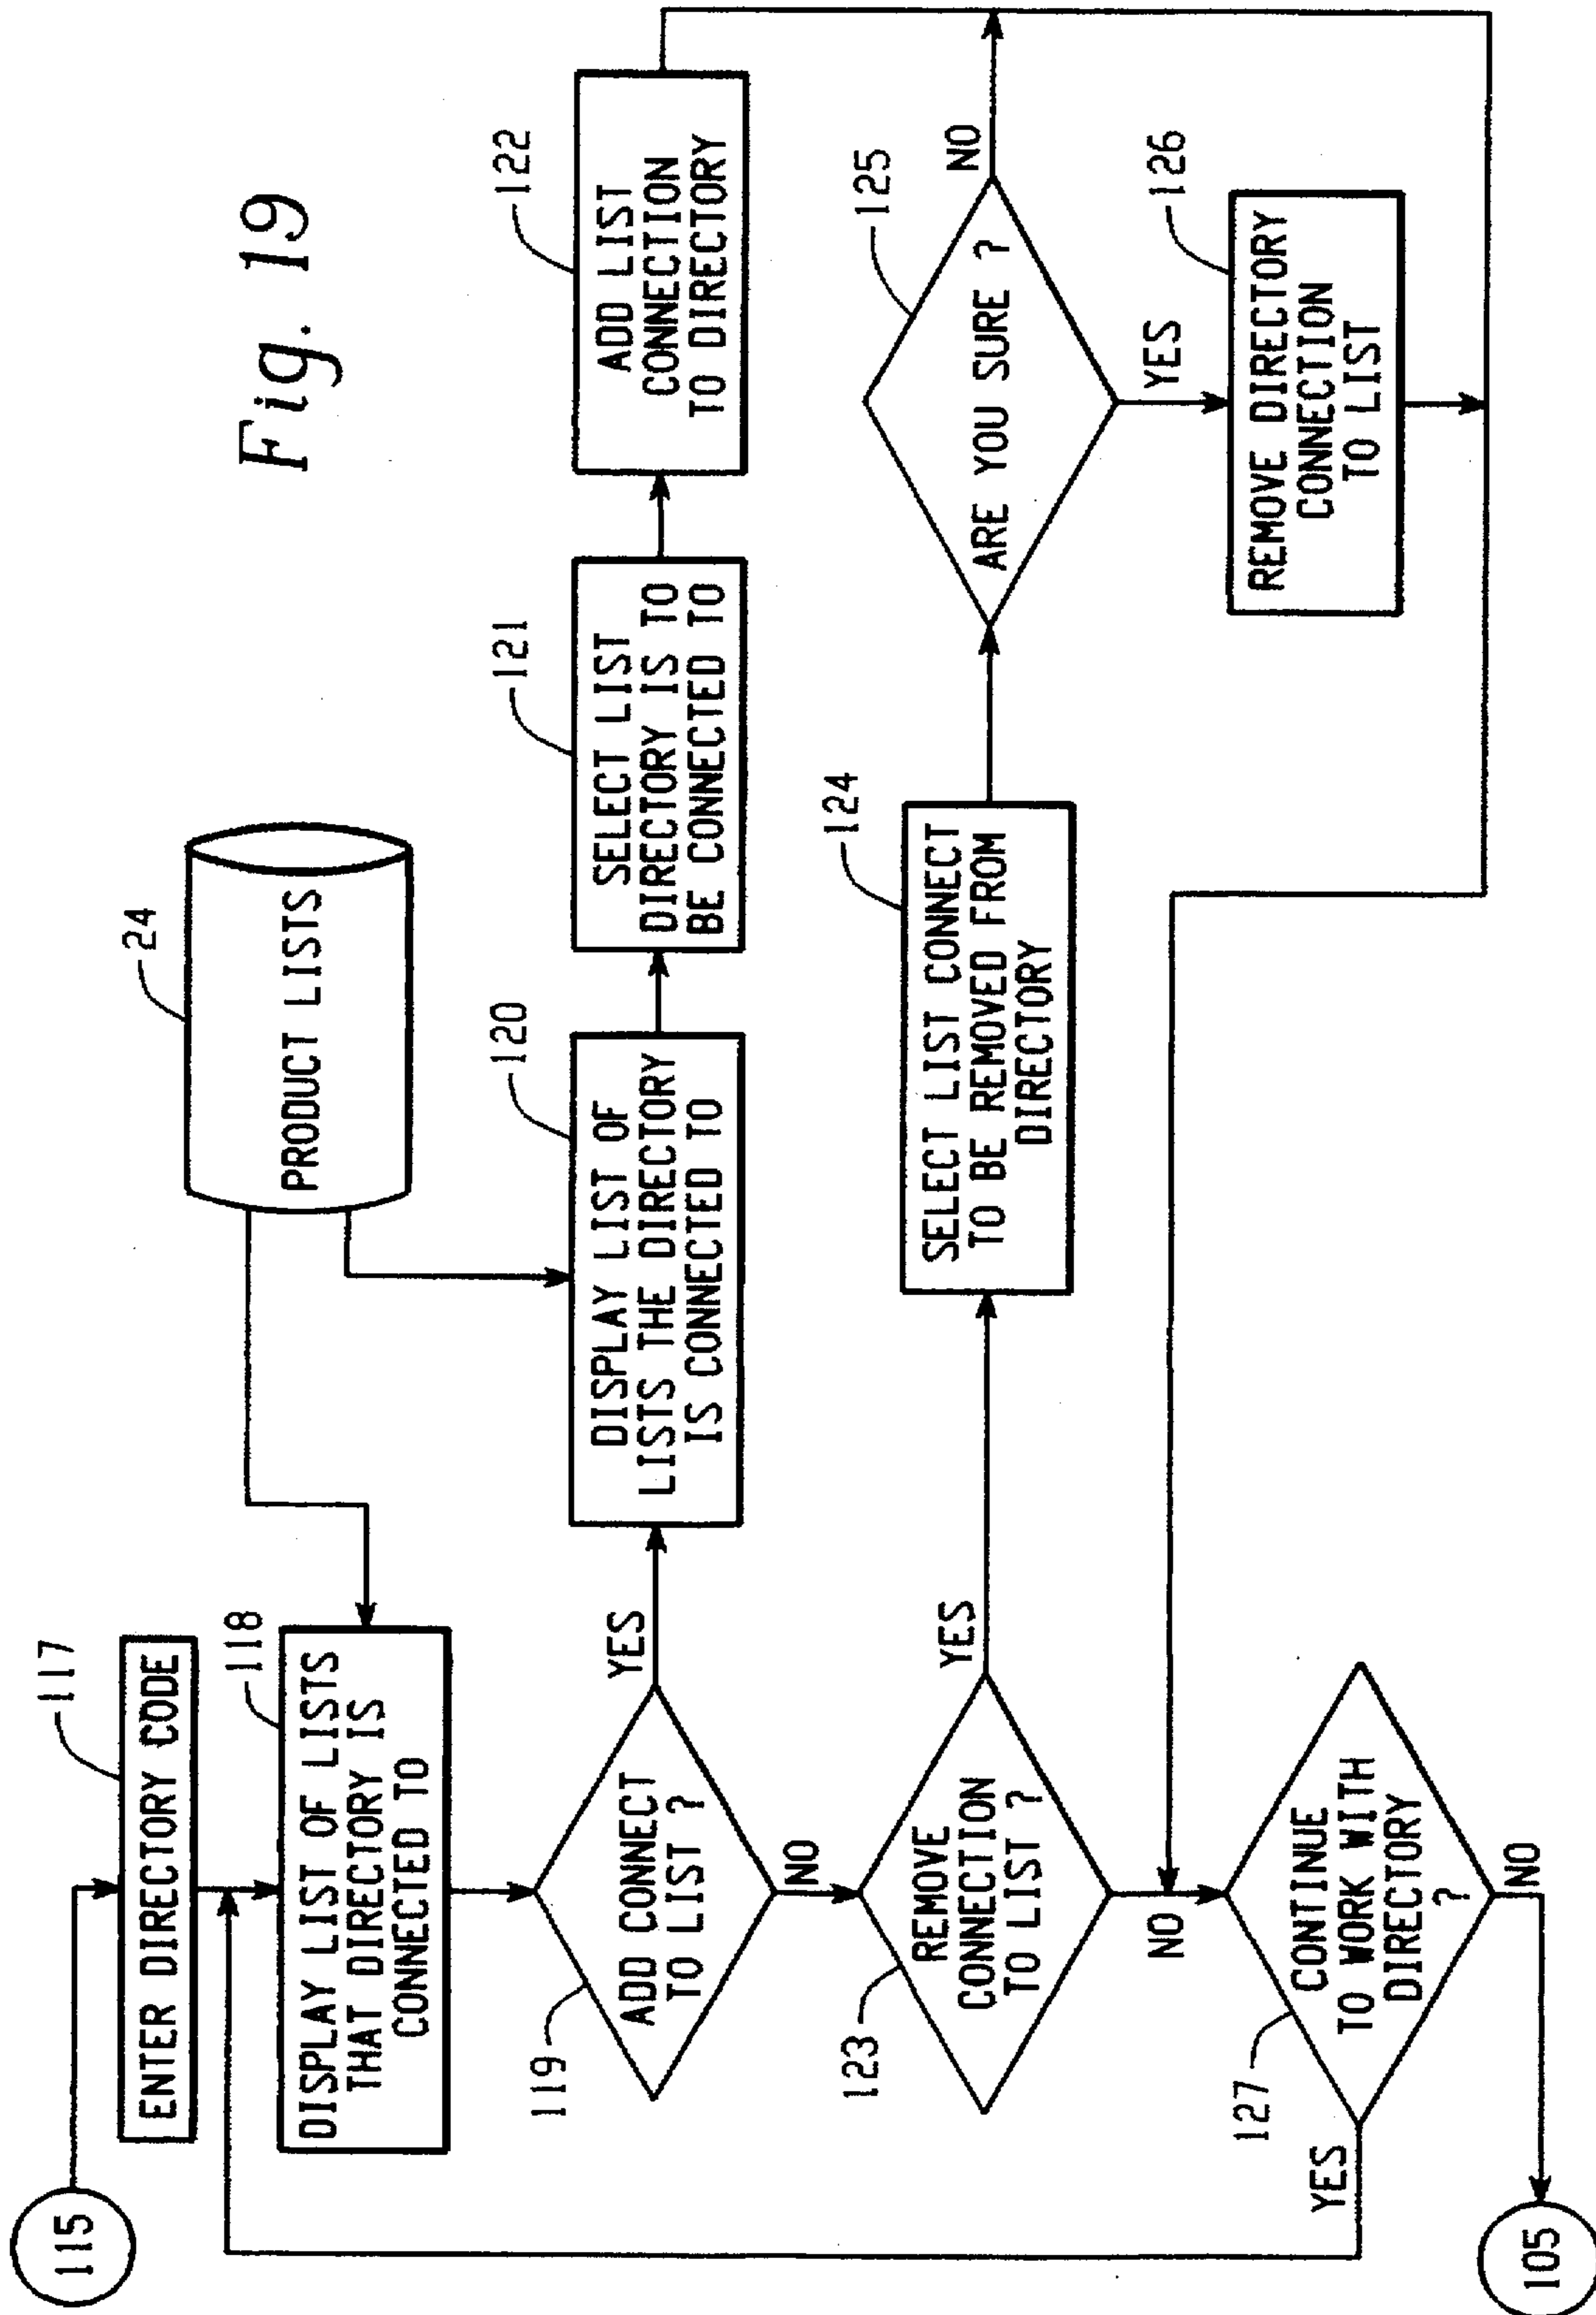 Fig. 19
115
117
ENTER DIRECTORY CODE
118
DISPLAY LIST OF LISTS
THAT DIRECTORY IS
CONNECTED TO
24
PRODUCT LISTS
119
ADD CONNECT
TO LIST ?
YES
NO
120
DISPLAY LIST OF
LISTS THE DIRECTORY
IS CONNECTED TO
121
SELECT LIST
DIRECTORY IS TO
BE CONNECTED TO
122
ADD LIST
CONNECTION
TO DIRECTORY
123
REMOVE
CONNECTION
TO LIST ?
YES
NO
124
SELECT LIST CONNECT
TO BE REMOVED FROM
DIRECTORY
125
ARE YOU SURE ?
NO
YES
126
REMOVE DIRECTORY
CONNECTION
TO LIST
127
CONTINUE
TO WORK WITH
DIRECTORY
?
YES
NO
105